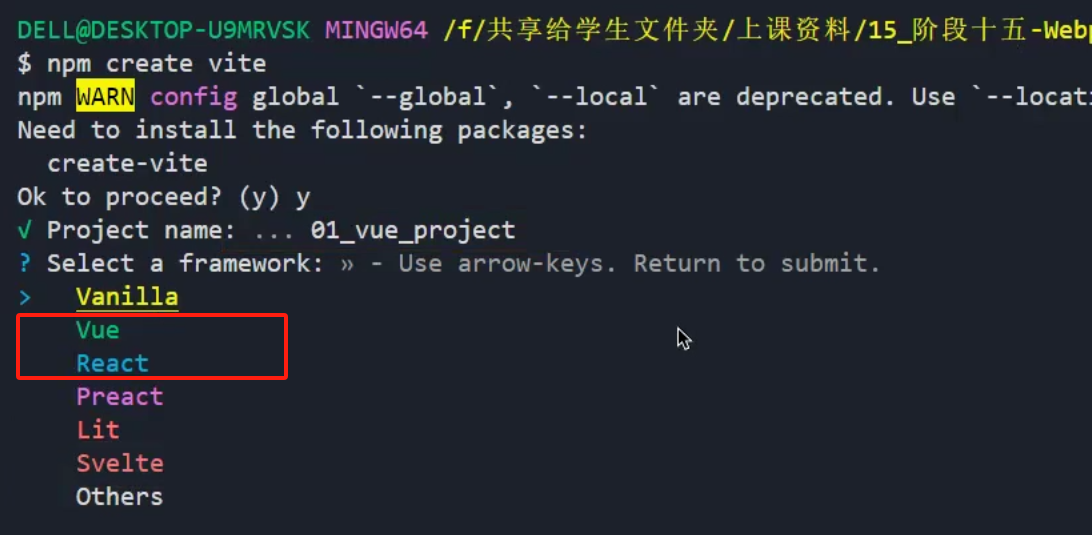 DELL@DESKTOP-U9MRVSK MINGW64 /f/共享给学生文件夹/上课资料/15_阶段十五-Webp
$ npm create vite
npm WARN config global `--global`, `--local` are deprecated. Use `--locati
Need to install the following packages:
  create-vite
Ok to proceed? (y) y
√ Project name: ... 01_vue_project
? Select a framework: » - Use arrow-keys. Return to submit.
>   Vanilla
    Vue
    React
    Preact
    Lit
    Svelte
    Others